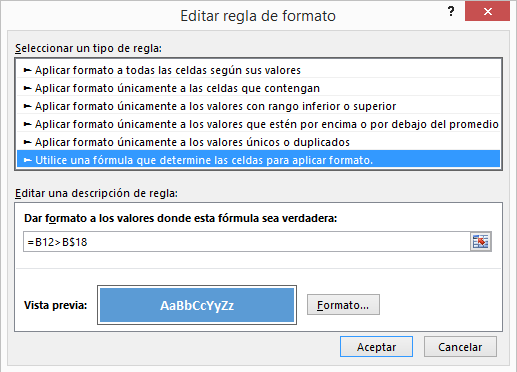 Editar regla de formato
?
Seleccionar un tipo de regla:
► Aplicar formato a todas las celdas según sus valores
► Aplicar formato únicamente a las celdas que contengan
► Aplicar formato únicamente a los valores con rango inferior o superior
► Aplicar formato únicamente a los valores que estén por encima o por debajo del promedio
► Aplicar formato únicamente a los valores únicos o duplicados
► Utilice una fórmula que determine las celdas para aplicar formato.
Editar una descripción de regla:
Dar formato a los valores donde esta fórmula sea verdadera:
=B12>B$18
Vista previa: AaBbCcYyZz Formato...
Aceptar Cancelar